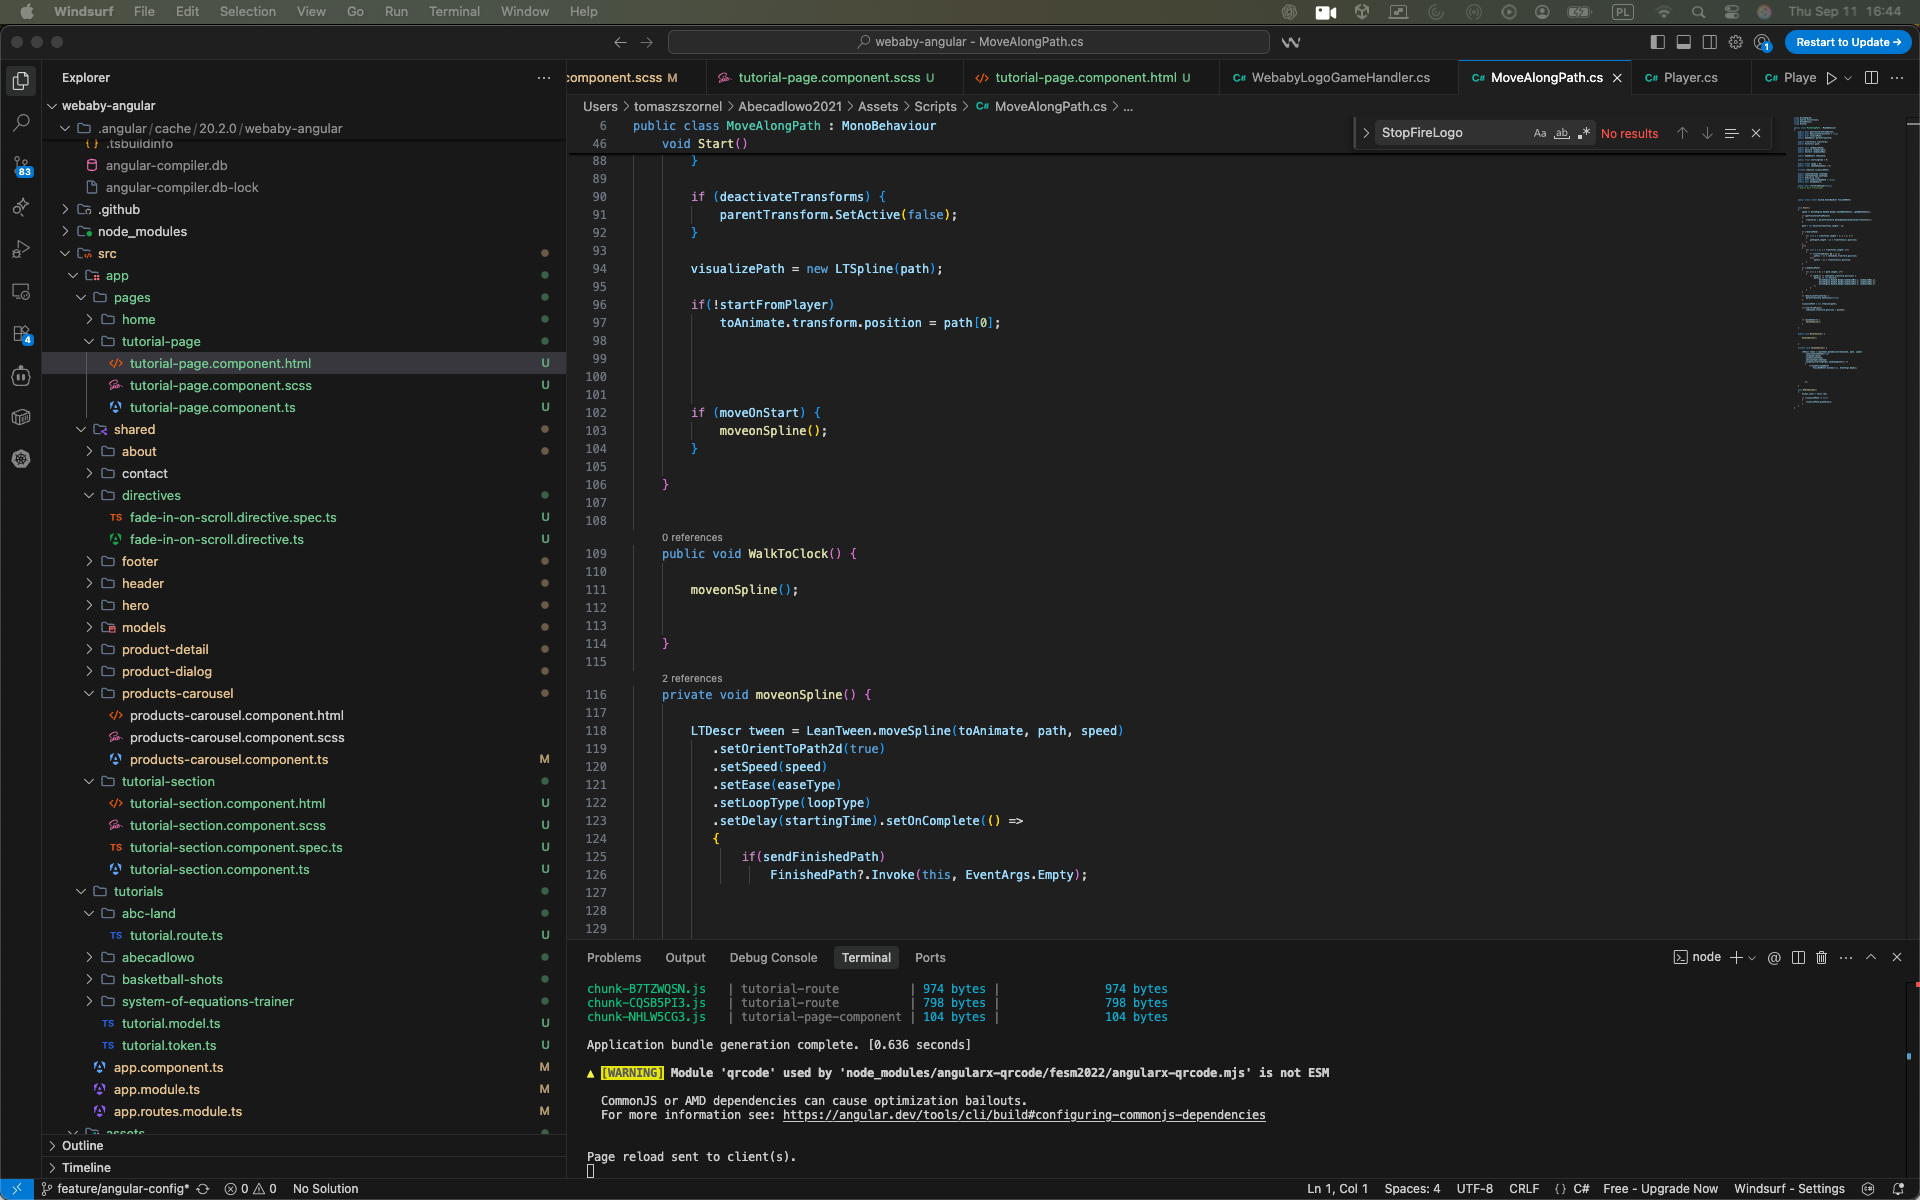 Windsurf File Edit Selection View Go Run Terminal Window Help PL Thu Sep 11 16:44
webaby-angular - MoveAlongPath.cs Restart to Update →
Explorer
component.scss M tutorial-page.component.scss U tutorial-page.component.html U C# WebabyLogoGameHandler.cs C# MoveAlongPath.cs C# Player.cs C# Playe
Users > tomaszszornel > Abecadlowo2021 > Assets > Scripts > C# MoveAlongPath.cs > ...
webaby-angular
.angular/cache/20.2.0/webaby-angular
.tsbuildinfo
angular-compiler.db
angular-compiler.db-lock
.github
node_modules
src
app
pages
home
tutorial-page
tutorial-page.component.html U
tutorial-page.component.scss U
tutorial-page.component.ts U
shared
about
contact
directives
TS fade-in-on-scroll.directive.spec.ts U
fade-in-on-scroll.directive.ts U
footer
header
hero
models
product-detail
product-dialog
products-carousel
products-carousel.component.html
products-carousel.component.scss
products-carousel.component.ts M
tutorial-section
tutorial-section.component.html U
tutorial-section.component.scss U
TS tutorial-section.component.spec.ts U
tutorial-section.component.ts U
tutorials
abc-land
TS tutorial.route.ts U
abecadlowo
basketball-shots
system-of-equations-trainer
TS tutorial.model.ts U
TS tutorial.token.ts U
app.component.ts M
app.module.ts M
app.routes.module.ts M
assets
Outline
Timeline
83
4
1
StopFireLogo Aa ab .* No results
6 public class MoveAlongPath : MonoBehaviour
46 void Start()
88 }
89
90 if (deactivateTransforms) {
91 parentTransform.SetActive(false);
92 }
93
94 visualizePath = new LTSpline(path);
95
96 if(!startFromPlayer)
97 toAnimate.transform.position = path[0];
98
99
100
101
102 if (moveOnStart) {
103 moveonSpline();
104 }
105
106 }
107
108
0 references
109 public void WalkToClock() {
110
111 moveonSpline();
112
113
114 }
115
2 references
116 private void moveonSpline() {
117
118 LTDescr tween = LeanTween.moveSpline(toAnimate, path, speed)
119 .setOrientToPath2d(true)
120 .setSpeed(speed)
121 .setEase(easeType)
122 .setLoopType(loopType)
123 .setDelay(startingTime).setOnComplete(() =>
124 {
125 if(sendFinishedPath)
126 FinishedPath?.Invoke(this, EventArgs.Empty);
127
128
129
Problems Output Debug Console Terminal Ports node
chunk-B7TZWQSN.js | tutorial-route | 974 bytes | 974 bytes
chunk-CQSB5PI3.js | tutorial-route | 798 bytes | 798 bytes
chunk-NHLW5CG3.js | tutorial-page-component | 104 bytes | 104 bytes
Application bundle generation complete. [0.636 seconds]
▲ [WARNING] Module 'qrcode' used by 'node_modules/angularx-qrcode/fesm2022/angularx-qrcode.mjs' is not ESM
CommonJS or AMD dependencies can cause optimization bailouts.
For more information see: https://angular.dev/tools/cli/build#configuring-commonjs-dependencies
Page reload sent to client(s).
feature/angular-config* 0 0 No Solution Ln 1, Col 1 Spaces: 4 UTF-8 CRLF {} C# Free - Upgrade Now Windsurf - Settings